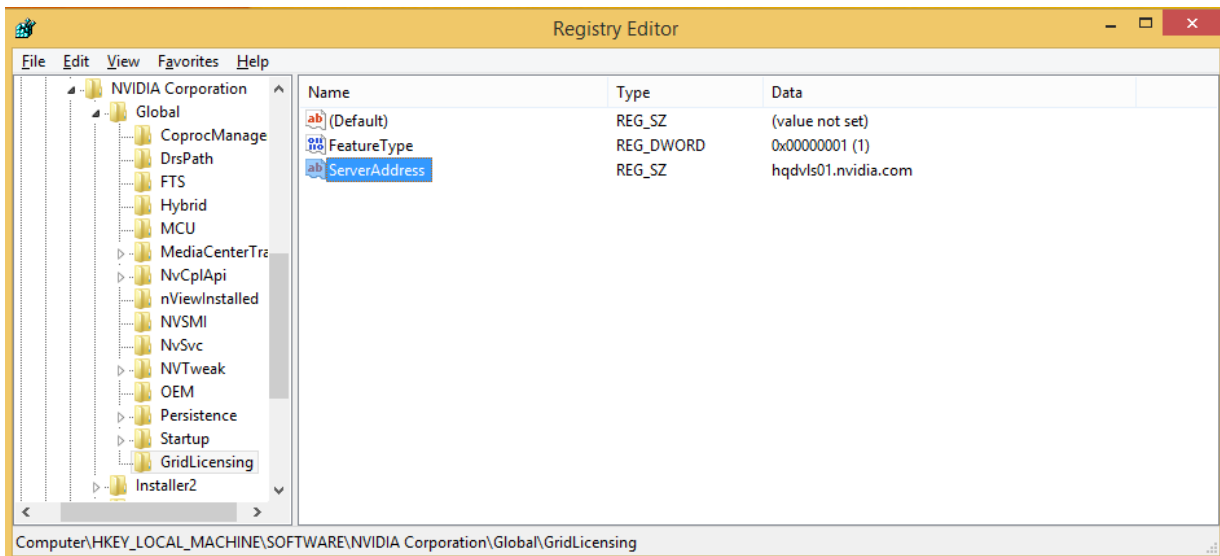 Registry Editor
File Edit View Favorites Help
NVIDIA Corporation
Global
CoprocManage
DrsPath
FTS
Hybrid
MCU
MediaCenterTra
NvCplApi
nViewInstalled
NVSMI
NvSvc
NVTweak
OEM
Persistence
Startup
GridLicensing
Installer2
Name Type Data
ab (Default) REG_SZ (value not set)
FeatureType REG_DWORD 0x00000001 (1)
ab ServerAddress REG_SZ hqdvls01.nvidia.com
Computer\HKEY_LOCAL_MACHINE\SOFTWARE\NVIDIA Corporation\Global\GridLicensing